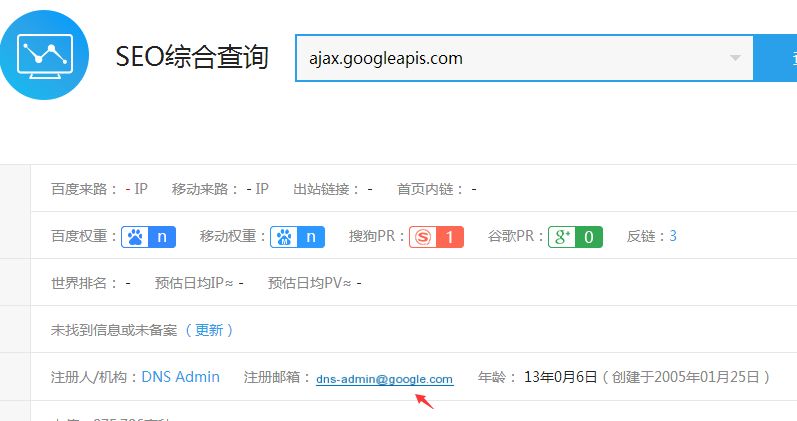 SEO综合查询
ajax.googleapis.com
百度来路： - IP 移动来路： - IP 出站链接： - 首页内链： -
百度权重： n 移动权重： n 搜狗PR： S 1 谷歌PR： g+ 0 反链：3
世界排名： - 预估日均IP≈ - 预估日均PV≈ -
未找到信息或未备案（更新）
注册人/机构：DNS Admin 注册邮箱： dns-admin@google.com 年龄： 13年0月6日（创建于2005年01月25日）